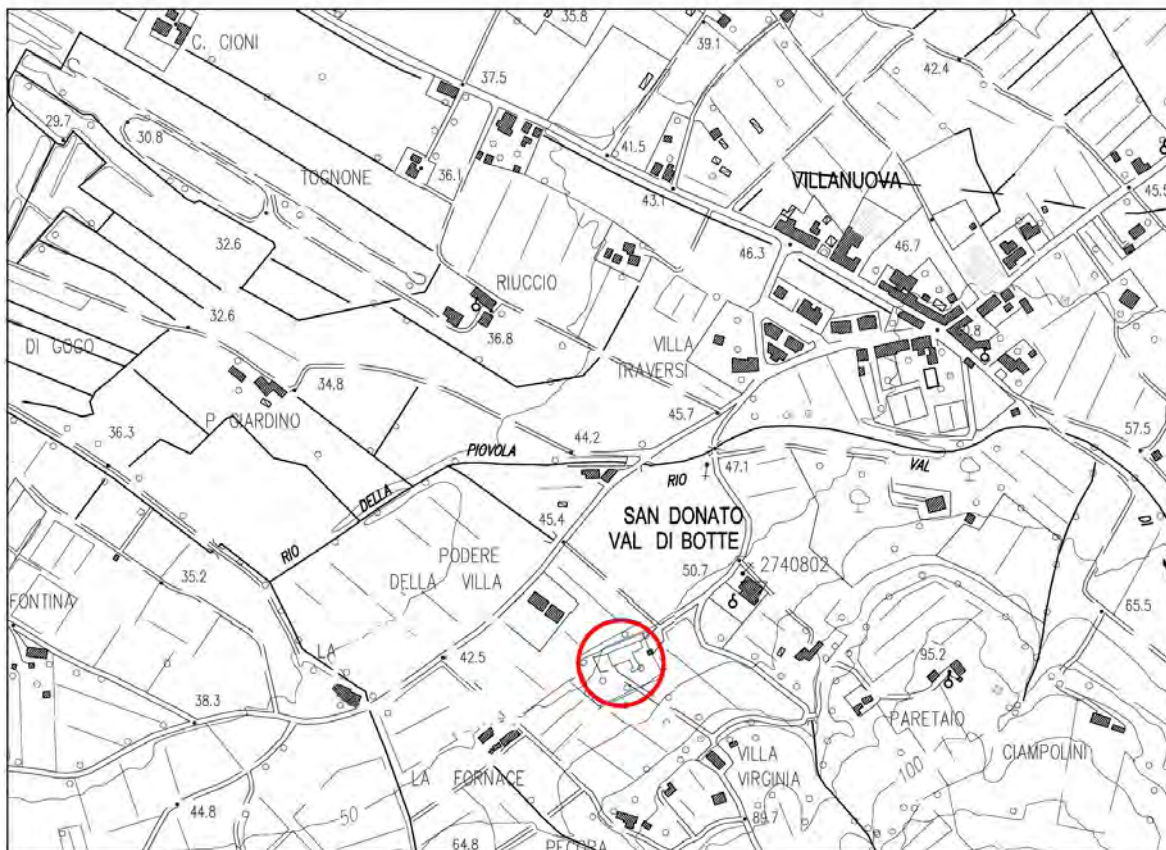 35.8
C. CIONI
39.1
42.4
37.5
29.7
30.8
41.5
TOGNONE
36.1
43.1
VILLANUOVA
32.6
46.3
46.7
RIUCCIO
32.6
36.8
DI GOGO
VILLA
TRAVERSI
34.8
P. GIARDINO
45.7
57.5
36.3
44.2
PIOVOLA
DELLA
RIO
47.1
VAL
45.4
SAN DONATO
VAL DI BOTTE
RIO
PODERE
DELLA VILLA
50.7
2740802
35.2
FONTINA
65.5
LA
42.5
95.2
38.3
PARETAIO
VILLA
VIRGINIA
CIAMPOLINI
LA FORNACE
100
44.8
50
89.7
64.8
PECORA